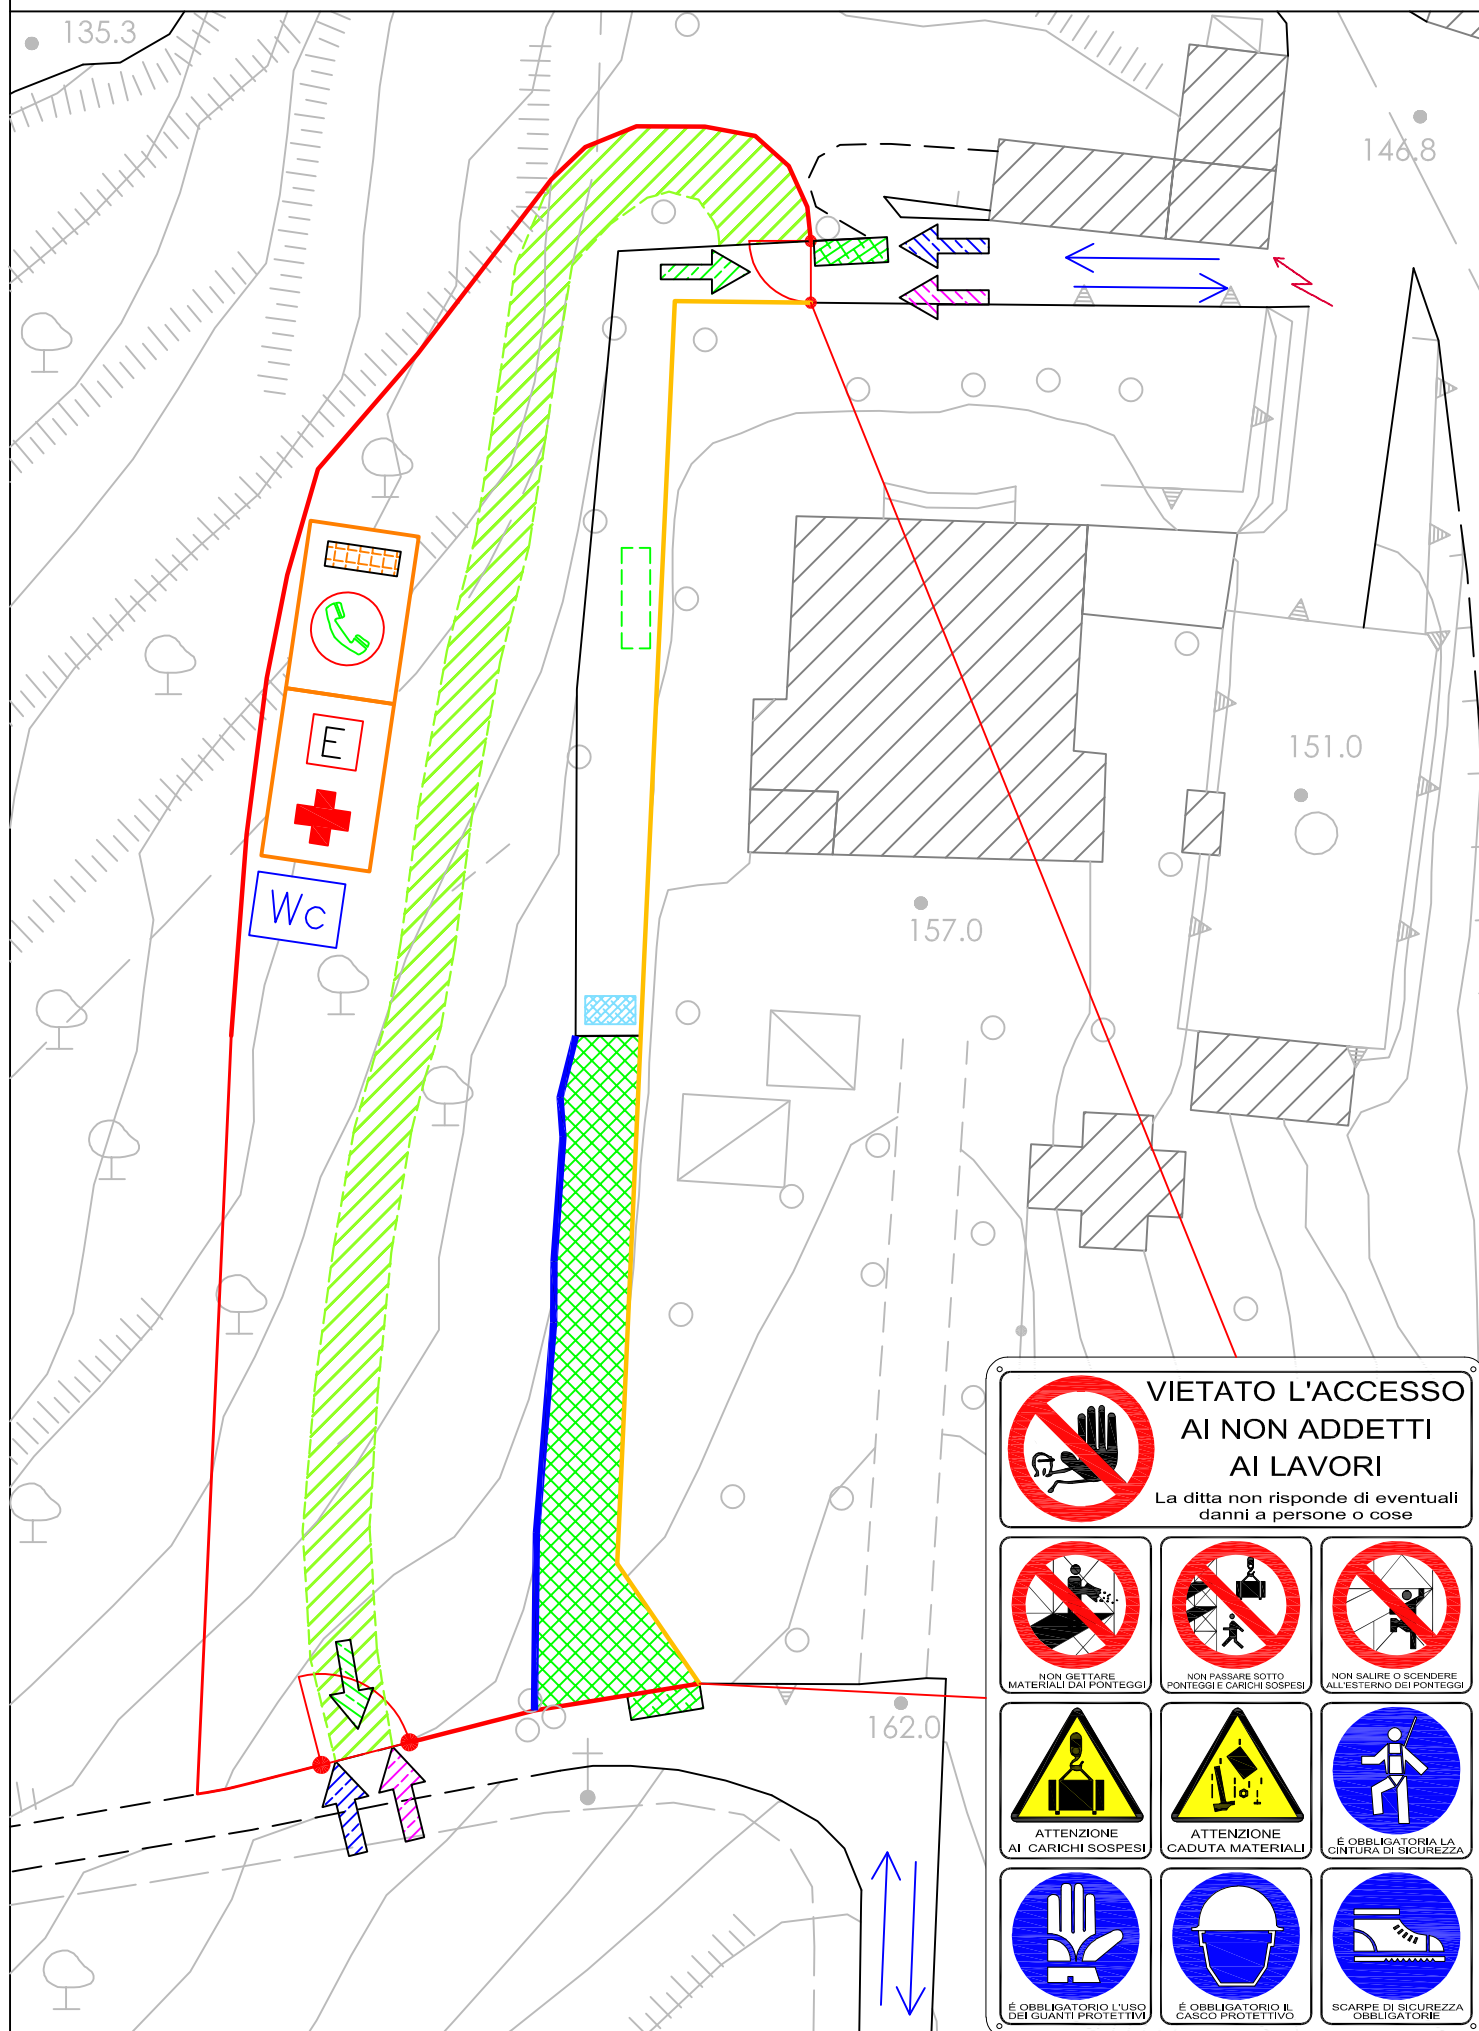 135.3
146.8
E
151.0
Wc
157.0
VIETATO L'ACCESSO
AI NON ADDETTI
AI LAVORI
La ditta non risponde di eventuali
danni a persone o cose
NON GETTARE
MATERIALI DAI PONTEGGI
NON PASSARE SOTTO
PONTEGGI E CARICHI SOSPESI
NON SALIRE O SCENDERE
ALL'ESTERNO DEI PONTEGGI
162.0
ATTENZIONE
AI CARICHI SOSPESI
ATTENZIONE
CADUTA MATERIALI
É OBBLIGATORIA LA
CINTURA DI SICUREZZA
É OBBLIGATORIO L'USO
DEI GUANTI PROTETTIVI
É OBBLIGATORIO IL
CASCO PROTETTIVO
SCARPE DI SICUREZZA
OBBLIGATORIE